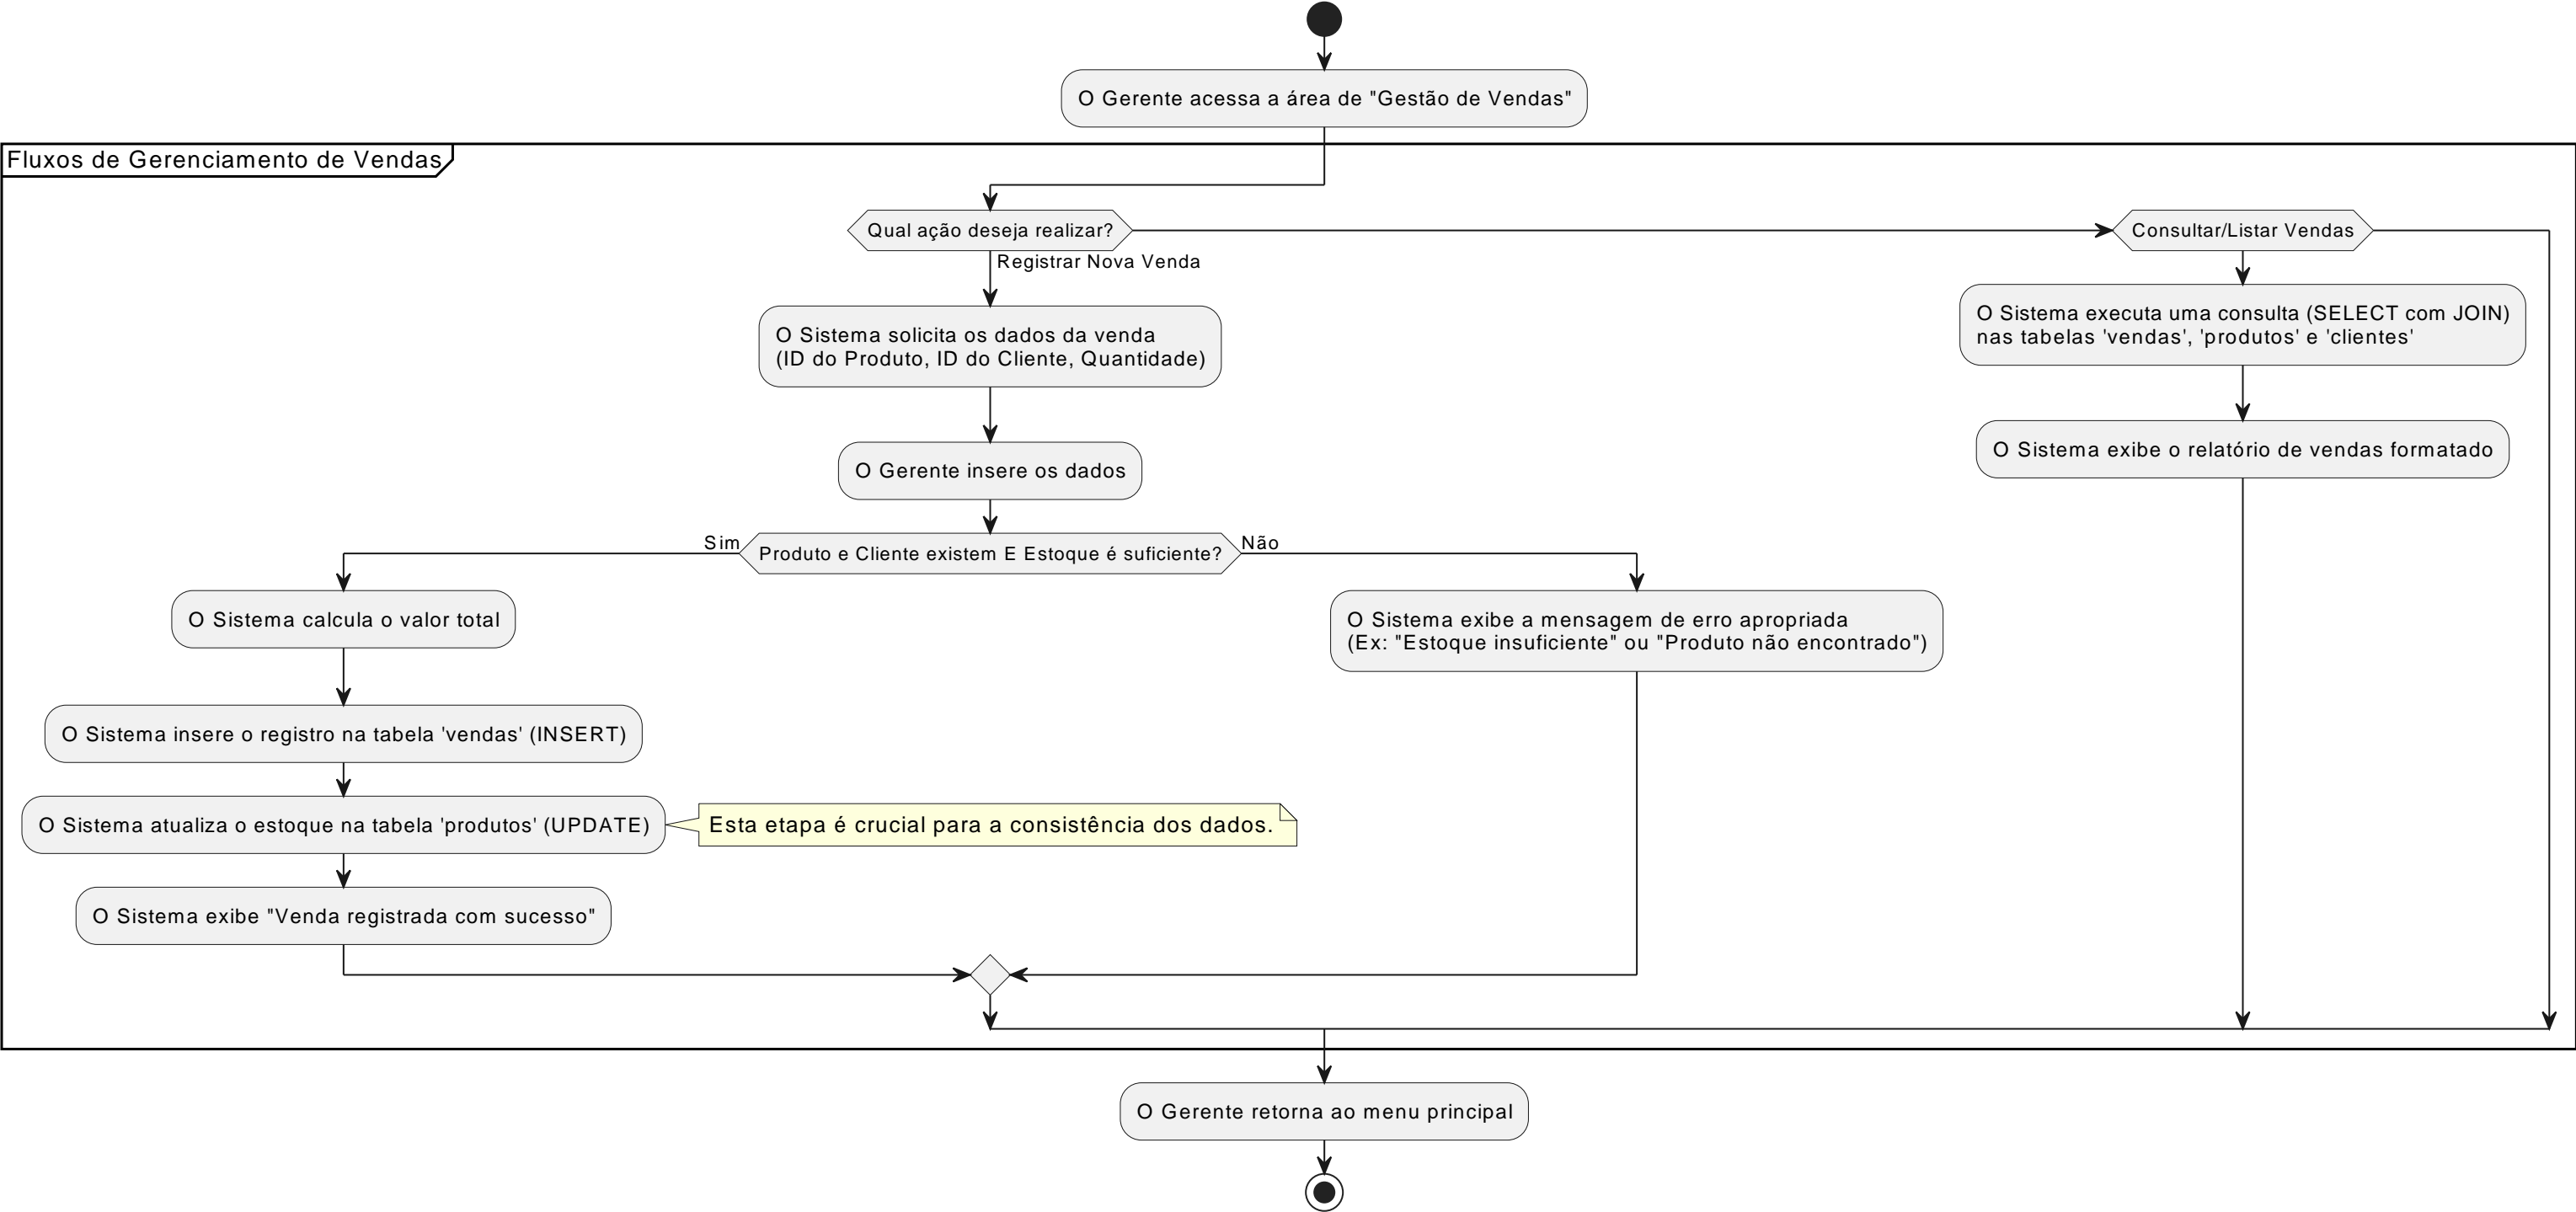 O Gerente acessa a área de "Gestão de Vendas"
Fluxos de Gerenciamento de Vendas
Qual ação deseja realizar?
Registrar Nova Venda
O Sistema solicita os dados da venda
(ID do Produto, ID do Cliente, Quantidade)
O Gerente insere os dados
Produto e Cliente existem E Estoque é suficiente?
Sim
Não
O Sistema calcula o valor total
O Sistema insere o registro na tabela 'vendas' (INSERT)
O Sistema atualiza o estoque na tabela 'produtos' (UPDATE)
Esta etapa é crucial para a consistência dos dados.
O Sistema exibe "Venda registrada com sucesso"
O Sistema exibe a mensagem de erro apropriada
(Ex: "Estoque insuficiente" ou "Produto não encontrado")
Consultar/Listar Vendas
O Sistema executa uma consulta (SELECT com JOIN)
nas tabelas 'vendas', 'produtos' e 'clientes'
O Sistema exibe o relatório de vendas formatado
O Gerente retorna ao menu principal